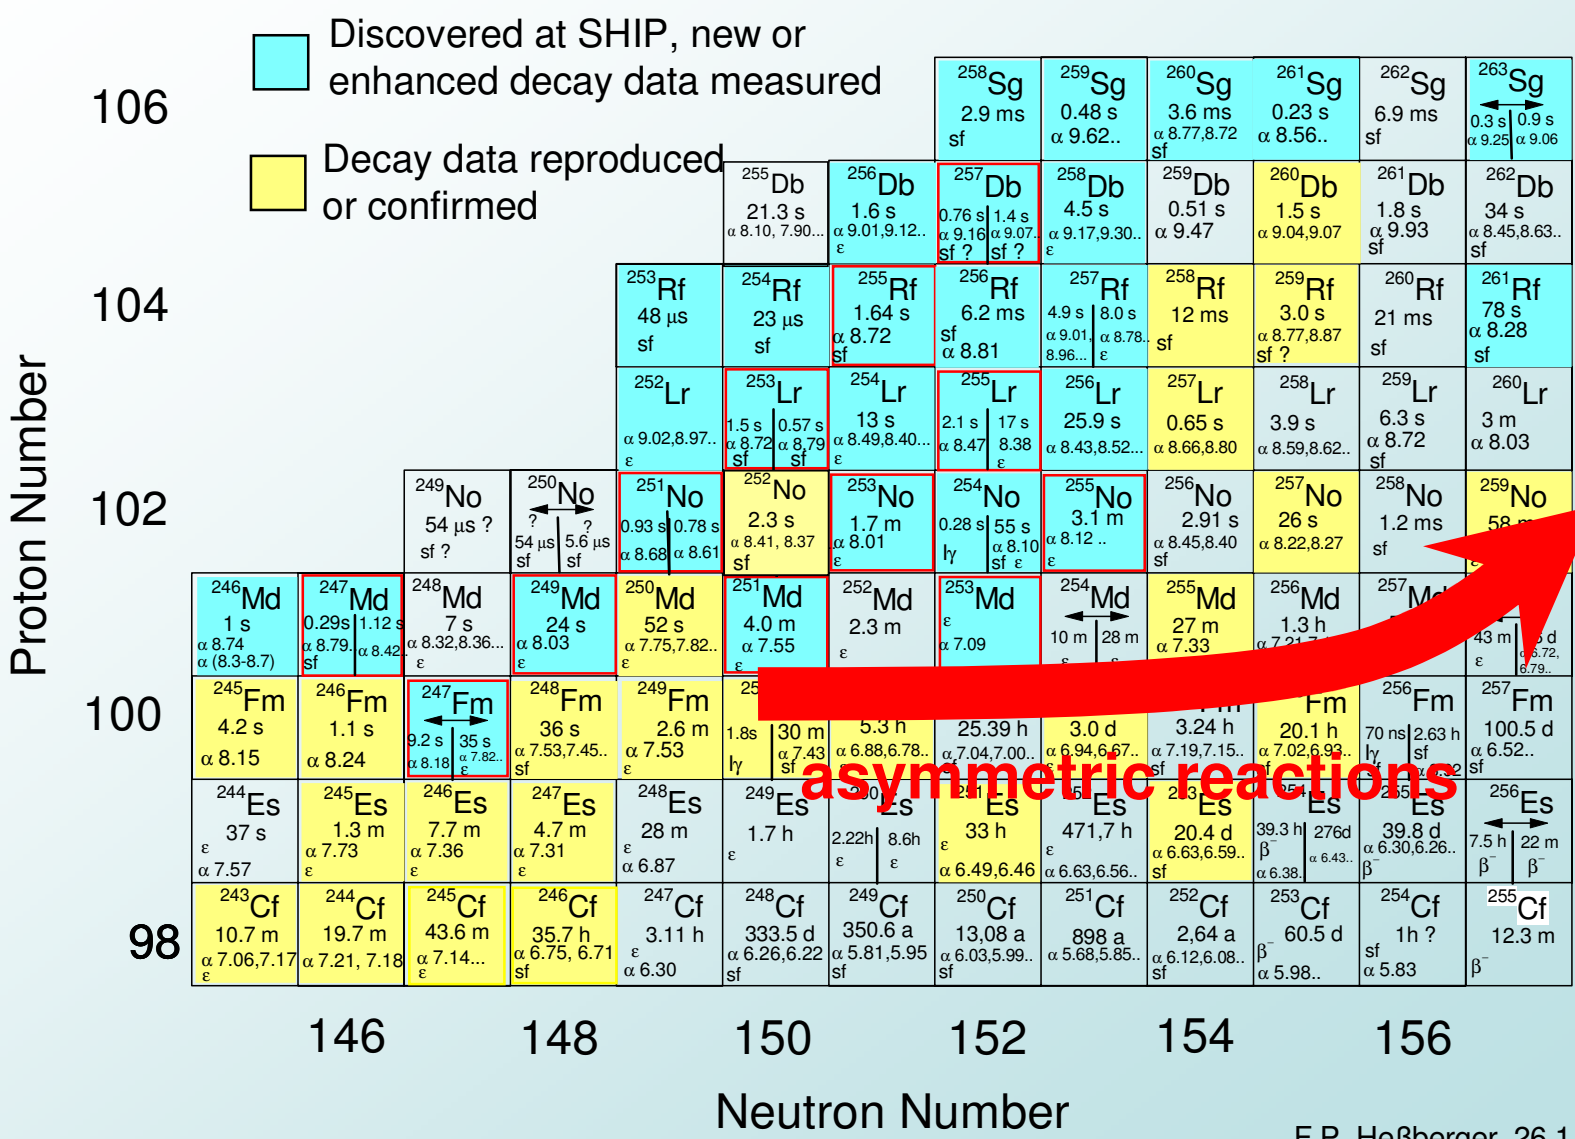 Discovered at SHIP, new or
enhanced decay data measured
Decay data reproduced
or confirmed
Proton Number
106
258Sg
2.9 ms
sf
259Sg
0.48 s
α 9.62..
260Sg
3.6 ms
α 8.77,8.72
sf
261Sg
0.23 s
α 8.56..
262Sg
6.9 ms
sf
263Sg
0.3 s 0.9 s
α 9.25 α 9.06
255Db
21.3 s
α 8.10, 7.90...
256Db
1.6 s
α 9.01,9.12..
ε
257Db
0.76 s 1.4 s
α 9.16 α 9.07.
sf ? sf ?
258Db
4.5 s
α 9.17,9.30..
ε
259Db
0.51 s
α 9.47
260Db
1.5 s
α 9.04,9.07
261Db
1.8 s
α 9.93
sf
262Db
34 s
α 8.45,8.63..
sf
104
253Rf
48 μs
sf
254Rf
23 μs
sf
255Rf
1.64 s
α 8.72
sf
256Rf
6.2 ms
sf
α 8.81
257Rf
4.9 s 8.0 s
α 9.01, α 8.78..
8.96... ε
258Rf
12 ms
sf
259Rf
3.0 s
α 8.77,8.87
sf ?
260Rf
21 ms
sf
261Rf
78 s
α 8.28
sf
252Lr
α 9.02,8.97..
ε
253Lr
1.5 s 0.57 s
α 8.72 α 8.79
sf sf
254Lr
13 s
α 8.49,8.40...
ε
255Lr
2.1 s 17 s
α 8.47 8.38
ε
256Lr
25.9 s
α 8.43,8.52...
257Lr
0.65 s
α 8.66,8.80
258Lr
3.9 s
α 8.59,8.62..
259Lr
6.3 s
α 8.72
sf
260Lr
3 m
α 8.03
102
249No
54 μs ?
sf ?
250No
? ?
54 μs 5.6 μs
sf sf
251No
0.93 s 0.78 s
α 8.68 α 8.61
252No
2.3 s
α 8.41, 8.37
sf
253No
1.7 m
α 8.01
ε
254No
0.28 s 55 s
Iγ α 8.10
sf ε
255No
3.1 m
α 8.12 ..
ε
256No
2.91 s
α 8.45,8.40
sf
257No
26 s
α 8.22,8.27
258No
1.2 ms
sf
259No
58
246Md
1 s
α 8.74
α (8.3-8.7)
247Md
0.29s 1.12 s
α 8.79. α 8.42.
sf
248Md
7 s
α 8.32,8.36...
ε
249Md
24 s
α 8.03
ε
250Md
52 s
α 7.75,7.82..
ε
251Md
4.0 m
α 7.55
ε
252Md
2.3 m
ε
253Md
ε
α 7.09
254Md
10 m 28 m
ε ε
255Md
27 m
α 7.33
256Md
1.3 h
257
43 m d
ε 6.72,
6.79..
100
245Fm
4.2 s
α 8.15
246Fm
1.1 s
α 8.24
247Fm
9.2 s 35 s
α 8.18 α 7.82..
ε
248Fm
36 s
α 7.53,7.45..
sf
249Fm
2.6 m
α 7.53
ε
1.8s 30 m
Iγ α 7.43
sf
5.3 h
α 6.88,6.78..
25.39 h
α 7.04,7.00..
3.0 d
α 6.94,6.67..
3.24 h
α 7.19,7.15..
sf
Fm
20.1 h
α 7.02,6.93..
256Fm
70 ns 2.63 h
Iγ sf
257Fm
100.5 d
α 6.52..
sf
asymmetric reactions
244Es
37 s
ε
α 7.57
245Es
1.3 m
α 7.73
ε
246Es
7.7 m
α 7.36
ε
247Es
4.7 m
α 7.31
ε
248Es
28 m
ε
α 6.87
249Es
1.7 h
ε
Es
2.22h 8.6h
ε ε
Es
33 h
ε
α 6.49,6.46
Es
471,7 h
ε
α 6.63,6.56..
Es
20.4 d
α 6.63,6.59..
sf
Es
39.3 h 276d
β⁻ α 6.43..
α 6.38.
Es
39.8 d
α 6.30,6.26..
β⁻
256Es
7.5 h 22 m
β⁻ β⁻
98
243Cf
10.7 m
α 7.06,7.17
ε
244Cf
19.7 m
α 7.21, 7.18
245Cf
43.6 m
α 7.14...
ε
246Cf
35.7 h
α 6.75, 6.71
sf
247Cf
3.11 h
ε
α 6.30
248Cf
333.5 d
α 6.26,6.22
sf
249Cf
350.6 a
α 5.81,5.95
sf
250Cf
13,08 a
α 6.03,5.99..
sf
251Cf
898 a
α 5.68,5.85..
252Cf
2,64 a
α 6.12,6.08..
sf
253Cf
60.5 d
β⁻
α 5.98..
254Cf
1h ?
sf
α 5.83
255Cf
12.3 m
β⁻
146 148 150 152 154 156
Neutron Number
F.P. Heßberger, 26.1